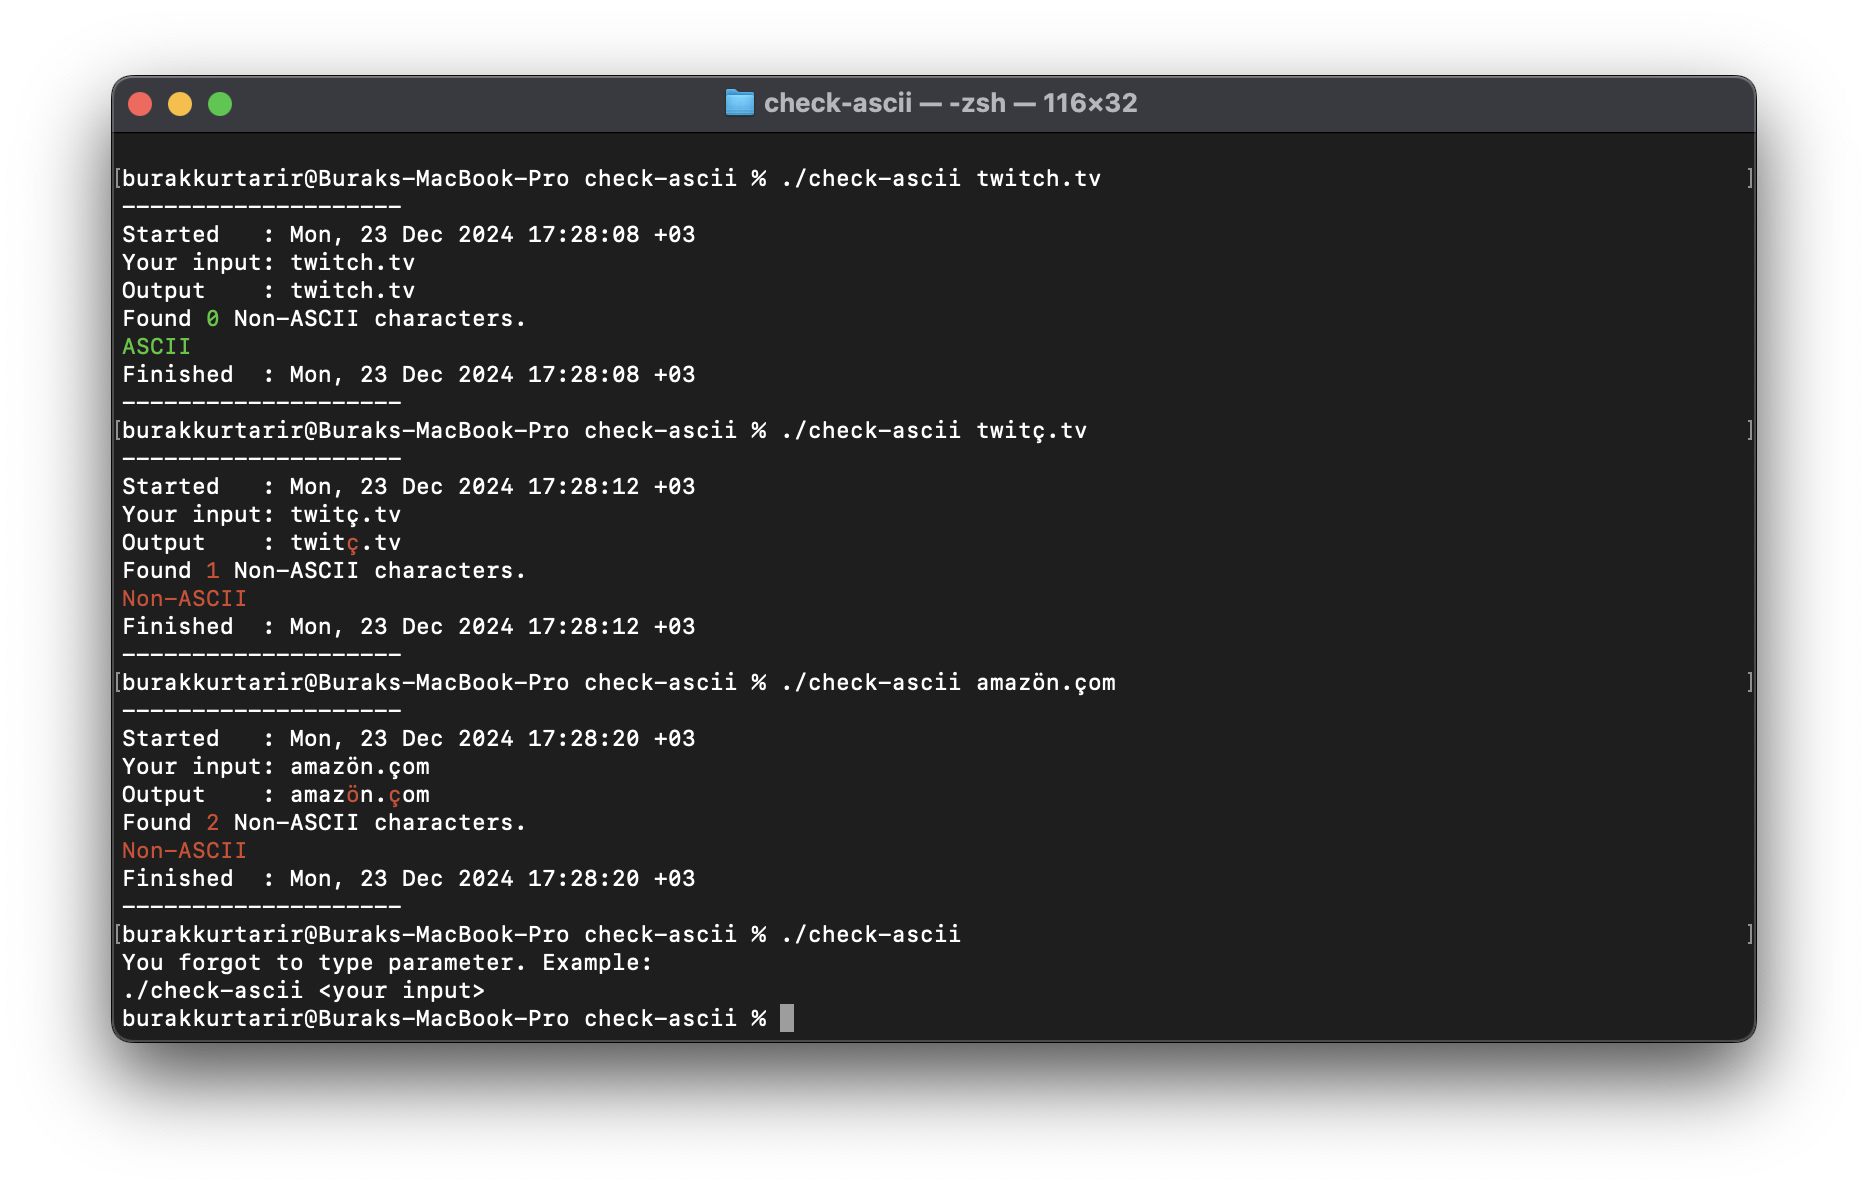 check-ascii — -zsh — 116×32
[burakkurtarir@Buraks-MacBook-Pro check-ascii % ./check-ascii twitch.tv ]
--------------------
Started   : Mon, 23 Dec 2024 17:28:08 +03
Your input: twitch.tv
Output    : twitch.tv
Found 0 Non-ASCII characters.
ASCII
Finished  : Mon, 23 Dec 2024 17:28:08 +03
--------------------
[burakkurtarir@Buraks-MacBook-Pro check-ascii % ./check-ascii twitç.tv ]
--------------------
Started   : Mon, 23 Dec 2024 17:28:12 +03
Your input: twitç.tv
Output    : twitç.tv
Found 1 Non-ASCII characters.
Non-ASCII
Finished  : Mon, 23 Dec 2024 17:28:12 +03
--------------------
[burakkurtarir@Buraks-MacBook-Pro check-ascii % ./check-ascii amazön.çom ]
--------------------
Started   : Mon, 23 Dec 2024 17:28:20 +03
Your input: amazön.çom
Output    : amazön.çom
Found 2 Non-ASCII characters.
Non-ASCII
Finished  : Mon, 23 Dec 2024 17:28:20 +03
--------------------
[burakkurtarir@Buraks-MacBook-Pro check-ascii % ./check-ascii ]
You forgot to type parameter. Example:
./check-ascii <your input>
burakkurtarir@Buraks-MacBook-Pro check-ascii %